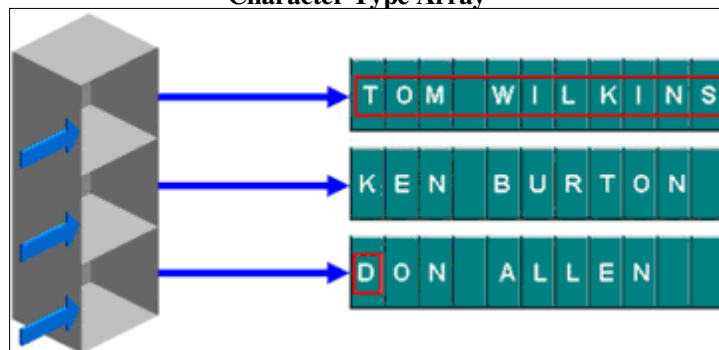 Character-Type Array
TOM WILKINS
KEN BURTON
DON ALLEN